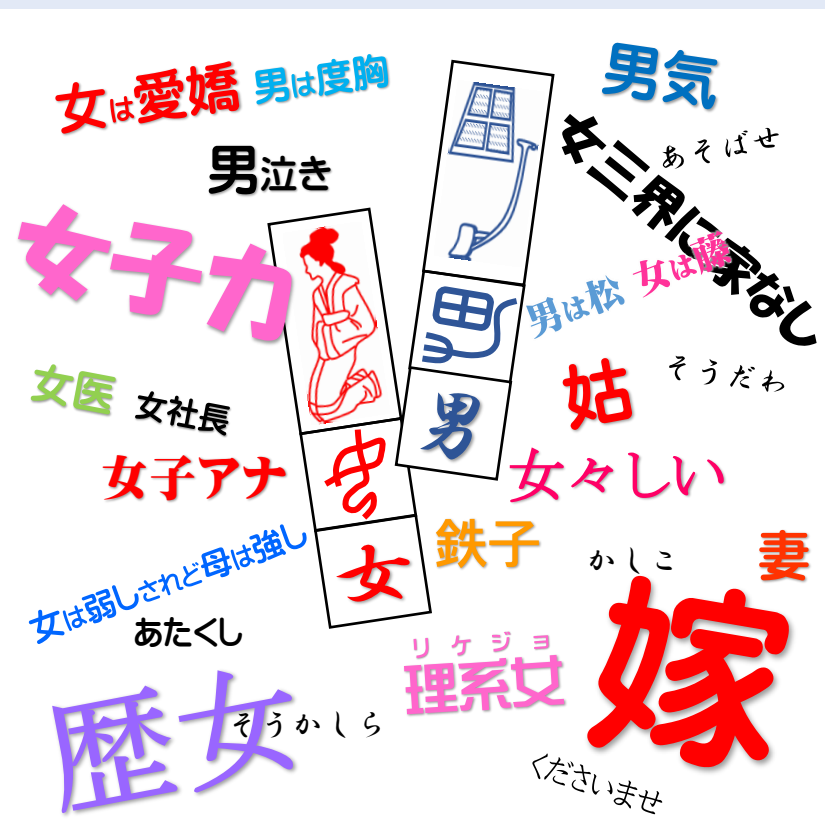 女は愛嬌
男は度胸
男気
男泣き
あそばせ
女三界に家なし
女子力
男は松
女は藤
女医
女社長
男
姑
そうだわ
女子アナ
女々しい
女は弱しされど母は強し
女
鉄子
かしこ
妻
嫁
あたくし
リケジョ
理系女
歴女
そうかしら
くださいませ